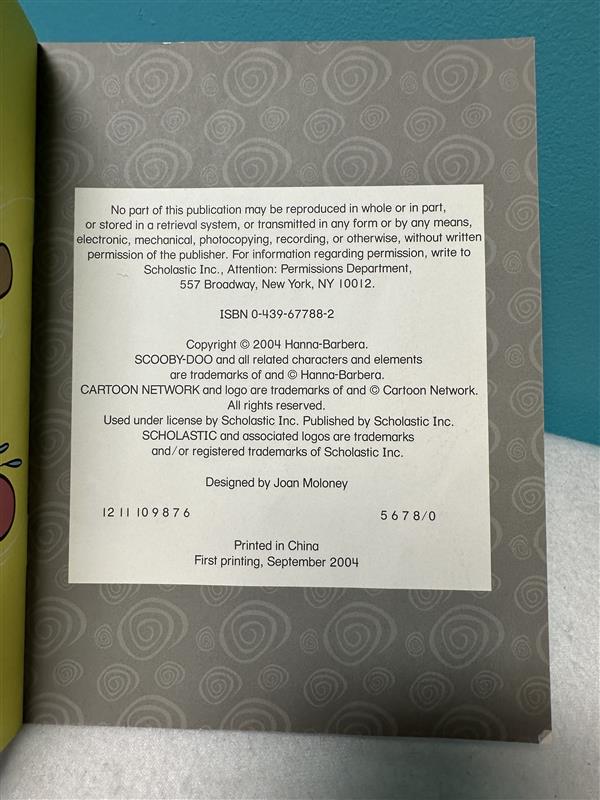 No part of this publication may be reproduced in whole or in part,
or stored in a retrieval system, or transmitted in any form or by any means,
electronic, mechanical, photocopying, recording, or otherwise, without written
permission of the publisher. For information regarding permission, write to
Scholastic Inc., Attention: Permissions Department,
557 Broadway, New York, NY 10012.
ISBN 0-439-67788-2
Copyright © 2004 Hanna-Barbera.
SCOOBY-DOO and all related characters and elements
are trademarks of and © Hanna-Barbera.
CARTOON NETWORK and logo are trademarks of and © Cartoon Network.
All rights reserved.
Used under license by Scholastic Inc. Published by Scholastic Inc.
SCHOLASTIC and associated logos are trademarks
and/or registered trademarks of Scholastic Inc.
Designed by Joan Moloney
12 11 10 9 8 7 6 5 6 7 8 / 0
Printed in China
First printing, September 2004